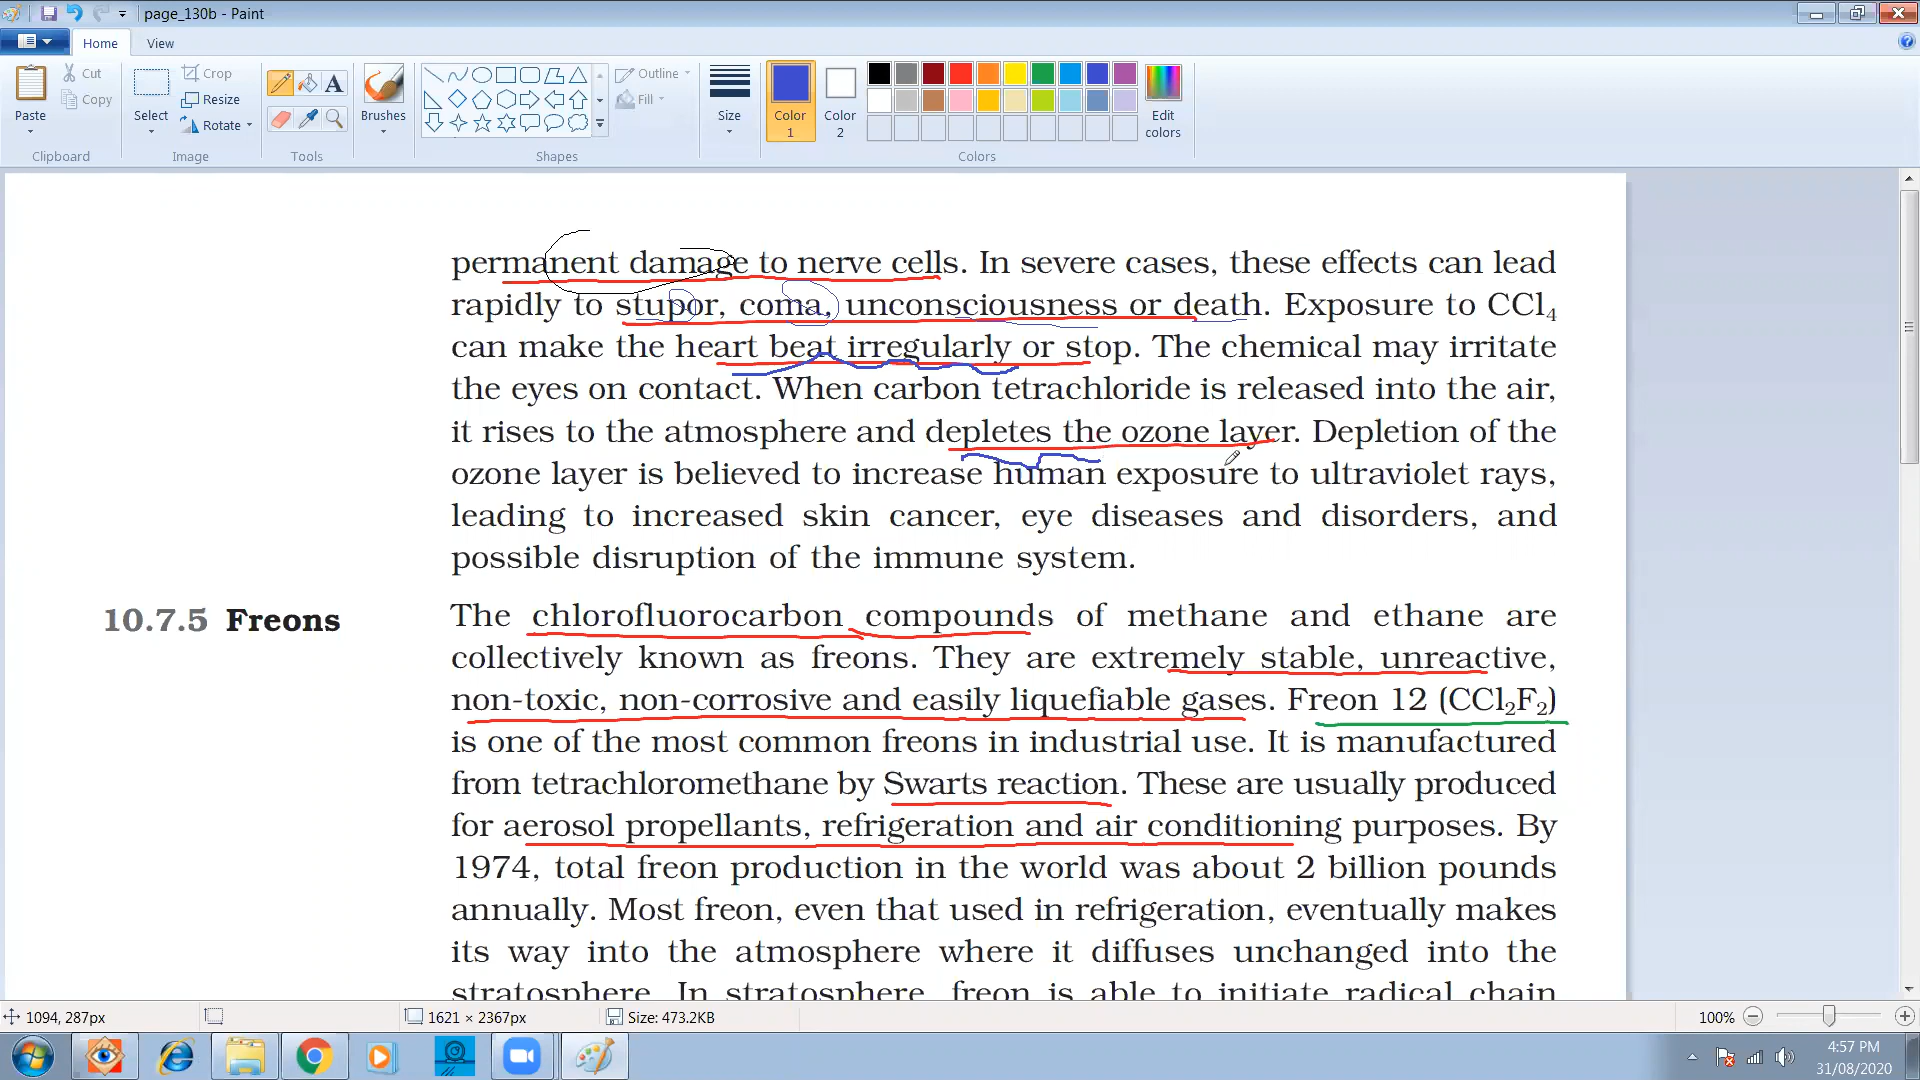 page_130b - Paint
Home View
Paste
Cut
Copy
Clipboard
Select
Crop
Resize
Rotate
Image
A
Tools
Brushes
Outline
Fill
Shapes
Size
Color 1
Color 2
Edit colors
Colors
permanent damage to nerve cells. In severe cases, these effects can lead
rapidly to stupor, coma, unconsciousness or death. Exposure to CCl₄
can make the heart beat irregularly or stop. The chemical may irritate
the eyes on contact. When carbon tetrachloride is released into the air,
it rises to the atmosphere and depletes the ozone layer. Depletion of the
ozone layer is believed to increase human exposure to ultraviolet rays,
leading to increased skin cancer, eye diseases and disorders, and
possible disruption of the immune system.
10.7.5 Freons
The chlorofluorocarbon compounds of methane and ethane are
collectively known as freons. They are extremely stable, unreactive,
non-toxic, non-corrosive and easily liquefiable gases. Freon 12 (CCl₂F₂)
is one of the most common freons in industrial use. It is manufactured
from tetrachloromethane by Swarts reaction. These are usually produced
for aerosol propellants, refrigeration and air conditioning purposes. By
1974, total freon production in the world was about 2 billion pounds
annually. Most freon, even that used in refrigeration, eventually makes
its way into the atmosphere where it diffuses unchanged into the
stratosphere. In stratosphere, freon is able to initiate radical chain
1094, 287px 1621 × 2367px Size: 473.2KB 100%
4:57 PM
31/08/2020